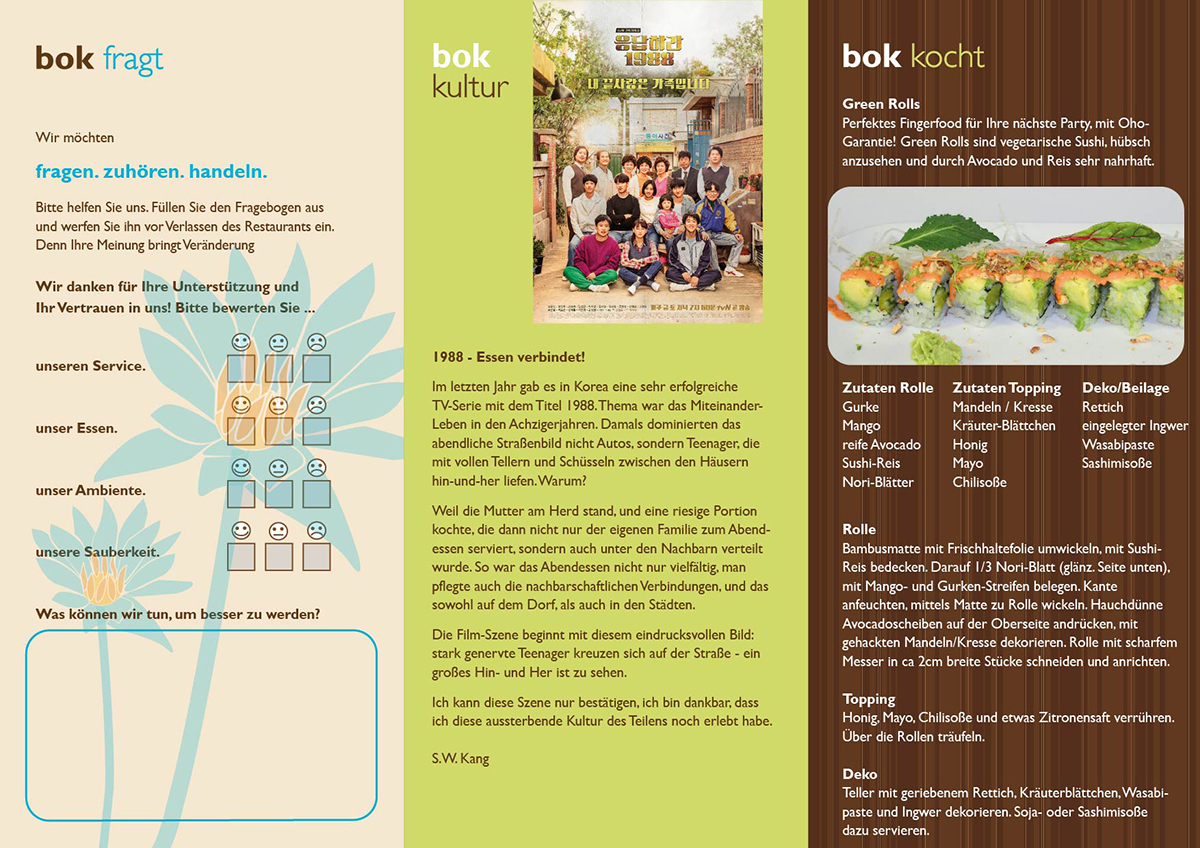 bok fragt
Wir möchten
fragen. zuhören. handeln.
Bitte helfen Sie uns. Füllen Sie den Fragebogen aus
und werfen Sie ihn vor Verlassen des Restaurants ein.
Denn Ihre Meinung bringt Veränderung
Wir danken für Ihre Unterstützung und
Ihr Vertrauen in uns! Bitte bewerten Sie ...
unseren Service.
unser Essen.
unser Ambiente.
unsere Sauberkeit.
Was können wir tun, um besser zu werden?
bok
kultur
응답하라
1988
내 끝사랑은 가족입니다
1988 - Essen verbindet!
Im letzten Jahr gab es in Korea eine sehr erfolgreiche
TV-Serie mit dem Titel 1988. Thema war das Miteinander-
Leben in den Achzigerjahren. Damals dominierten das
abendliche Straßenbild nicht Autos, sondern Teenager, die
mit vollen Tellern und Schüsseln zwischen den Häusern
hin-und-her liefen. Warum?
Weil die Mutter am Herd stand, und eine riesige Portion
kochte, die dann nicht nur der eigenen Familie zum Abend-
essen serviert, sondern auch unter den Nachbarn verteilt
wurde. So war das Abendessen nicht nur vielfältig, man
pflegte auch die nachbarschaftlichen Verbindungen, und das
sowohl auf dem Dorf, als auch in den Städten.
Die Film-Szene beginnt mit diesem eindrucksvollen Bild:
stark genervte Teenager kreuzen sich auf der Straße - ein
großes Hin- und Her ist zu sehen.
Ich kann diese Szene nur bestätigen, ich bin dankbar, dass
ich diese aussterbende Kultur des Teilens noch erlebt habe.
S.W. Kang
bok kocht
Green Rolls
Perfektes Fingerfood für Ihre nächste Party, mit Oho-
Garantie! Green Rolls sind vegetarische Sushi, hübsch
anzusehen und durch Avocado und Reis sehr nahrhaft.
Zutaten Rolle
Gurke
Mango
reife Avocado
Sushi-Reis
Nori-Blätter
Zutaten Topping
Mandeln / Kresse
Kräuter-Blättchen
Honig
Mayo
Chilisoße
Deko/Beilage
Rettich
eingelegter Ingwer
Wasabipaste
Sashimisoße
Rolle
Bambusmatte mit Frischhaltefolie umwickeln, mit Sushi-
Reis bedecken. Darauf 1/3 Nori-Blatt (glänz. Seite unten),
mit Mango- und Gurken-Streifen belegen. Kante
anfeuchten, mittels Matte zu Rolle wickeln. Hauchdünne
Avocadoscheiben auf der Oberseite andrücken, mit
gehackten Mandeln/Kresse dekorieren. Rolle mit scharfem
Messer in ca 2cm breite Stücke schneiden und anrichten.
Topping
Honig, Mayo, Chilisoße und etwas Zitronensaft verrühren.
Über die Rollen träufeln.
Deko
Teller mit geriebenem Rettich, Kräuterblättchen, Wasabi-
paste und Ingwer dekorieren. Soja- oder Sashimisoße
dazu servieren.